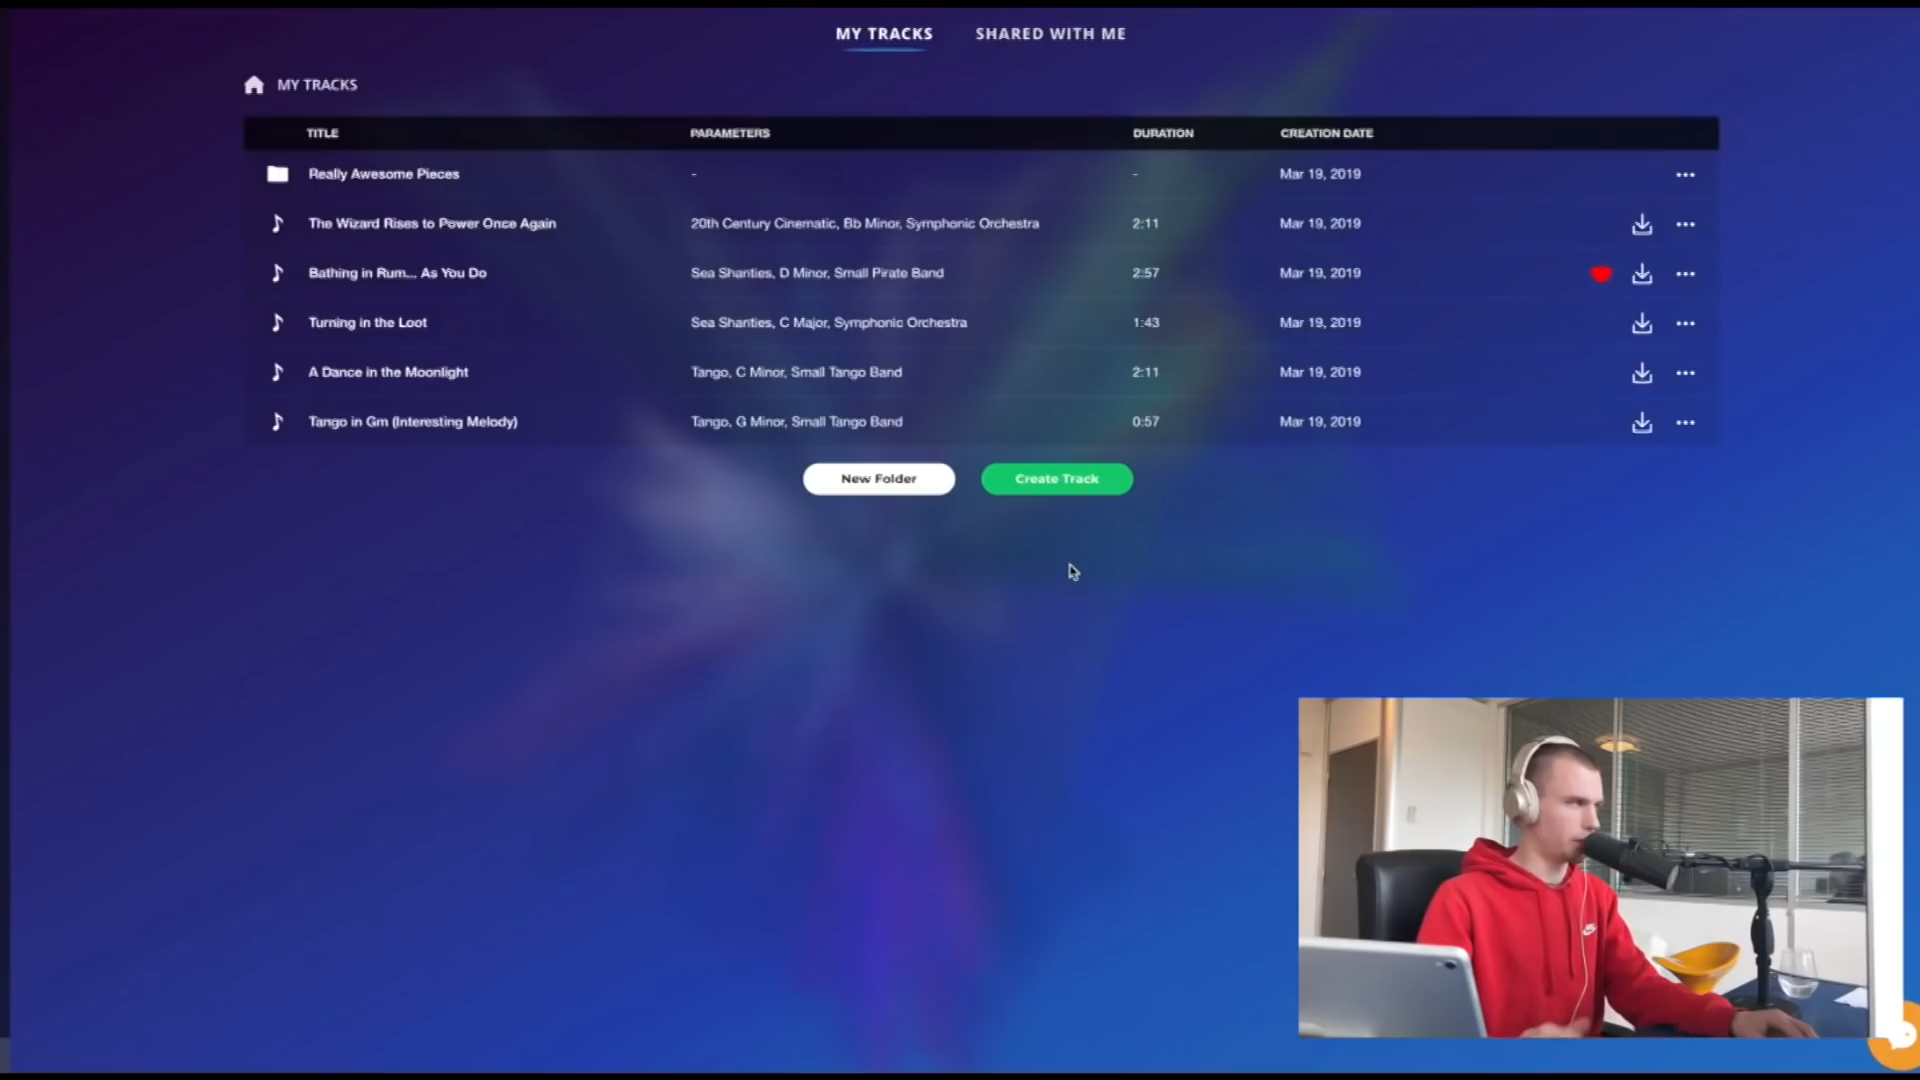 MY TRACKS SHARED WITH ME
MY TRACKS
TITLE PARAMETERS DURATION CREATION DATE
Really Awesome Pieces - - Mar 19, 2019
The Wizard Rises to Power Once Again 20th Century Cinematic, Bb Minor, Symphonic Orchestra 2:11 Mar 19, 2019
Bathing in Rum... As You Do Sea Shanties, D Minor, Small Pirate Band 2:57 Mar 19, 2019
Turning in the Loot Sea Shanties, C Major, Symphonic Orchestra 1:43 Mar 19, 2019
A Dance in the Moonlight Tango, C Minor, Small Tango Band 2:11 Mar 19, 2019
Tango in Gm (Interesting Melody) Tango, G Minor, Small Tango Band 0:57 Mar 19, 2019
New Folder Create Track